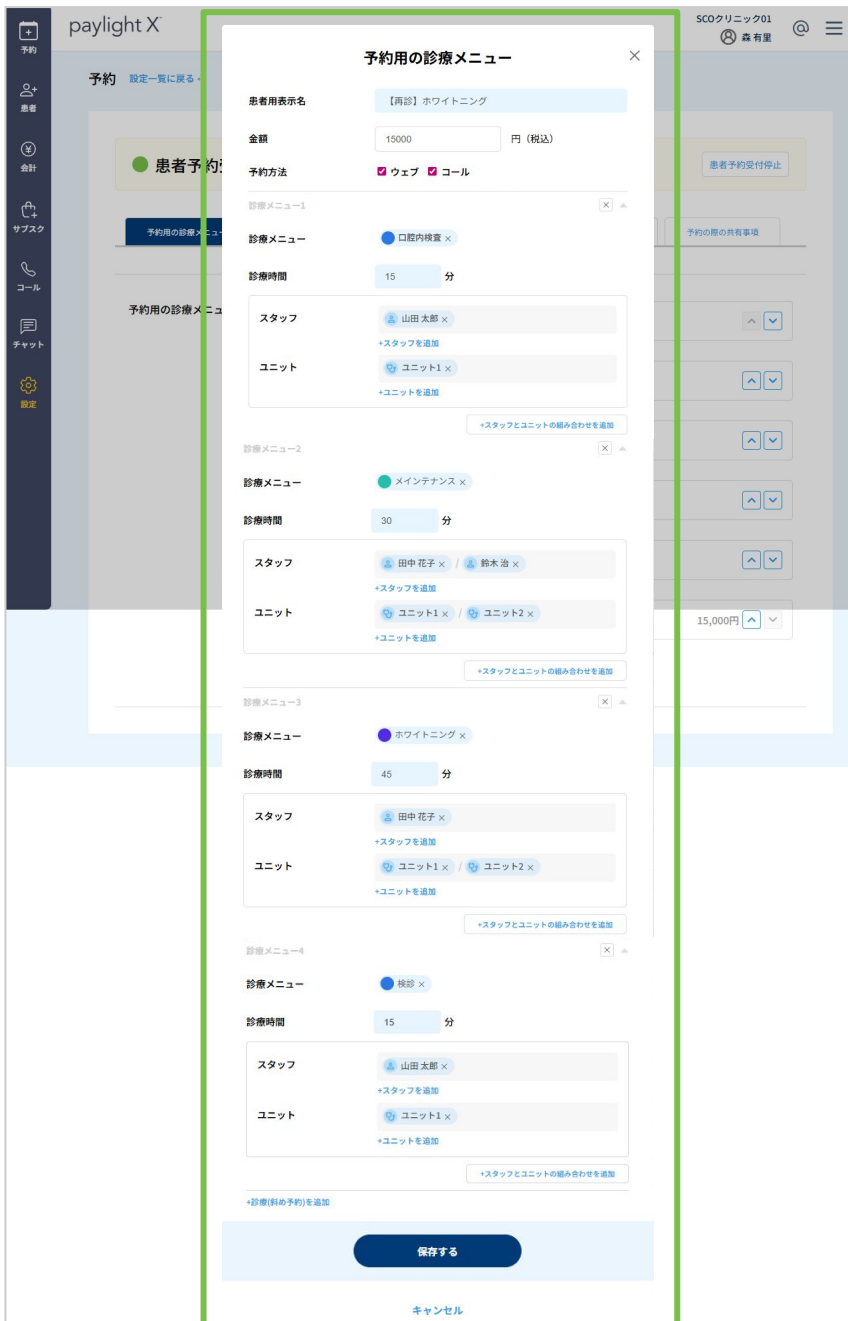 paylight X
SCOクリニック01
森 有里
予約
患者
会計
サブスク
コール
チャット
設定
予約 設定一覧に戻る
患者予約
患者予約受付停止
予約用の診療メニュー
予約の際の共有事項
予約用の診療メニュ
15,000円
予約用の診療メニュー
×
患者用表示名 【再診】ホワイトニング
金額 15000 円（税込）
予約方法 ウェブ コール
診療メニュー1 ×
診療メニュー 口腔内検査 ×
診療時間 15 分
スタッフ 山田 太郎 ×
+スタッフを追加
ユニット ユニット1 ×
+ユニットを追加
+スタッフとユニットの組み合わせを追加
診療メニュー2 ×
診療メニュー メインテナンス ×
診療時間 30 分
スタッフ 田中 花子 × / 鈴木 治 ×
+スタッフを追加
ユニット ユニット1 × / ユニット2 ×
+ユニットを追加
+スタッフとユニットの組み合わせを追加
診療メニュー3 ×
診療メニュー ホワイトニング ×
診療時間 45 分
スタッフ 田中 花子 ×
+スタッフを追加
ユニット ユニット1 × / ユニット2 ×
+ユニットを追加
+スタッフとユニットの組み合わせを追加
診療メニュー4 ×
診療メニュー 検診 ×
診療時間 15 分
スタッフ 山田 太郎 ×
+スタッフを追加
ユニット ユニット1 ×
+ユニットを追加
+スタッフとユニットの組み合わせを追加
+診療(斜め予約)を追加
保存する
キャンセル